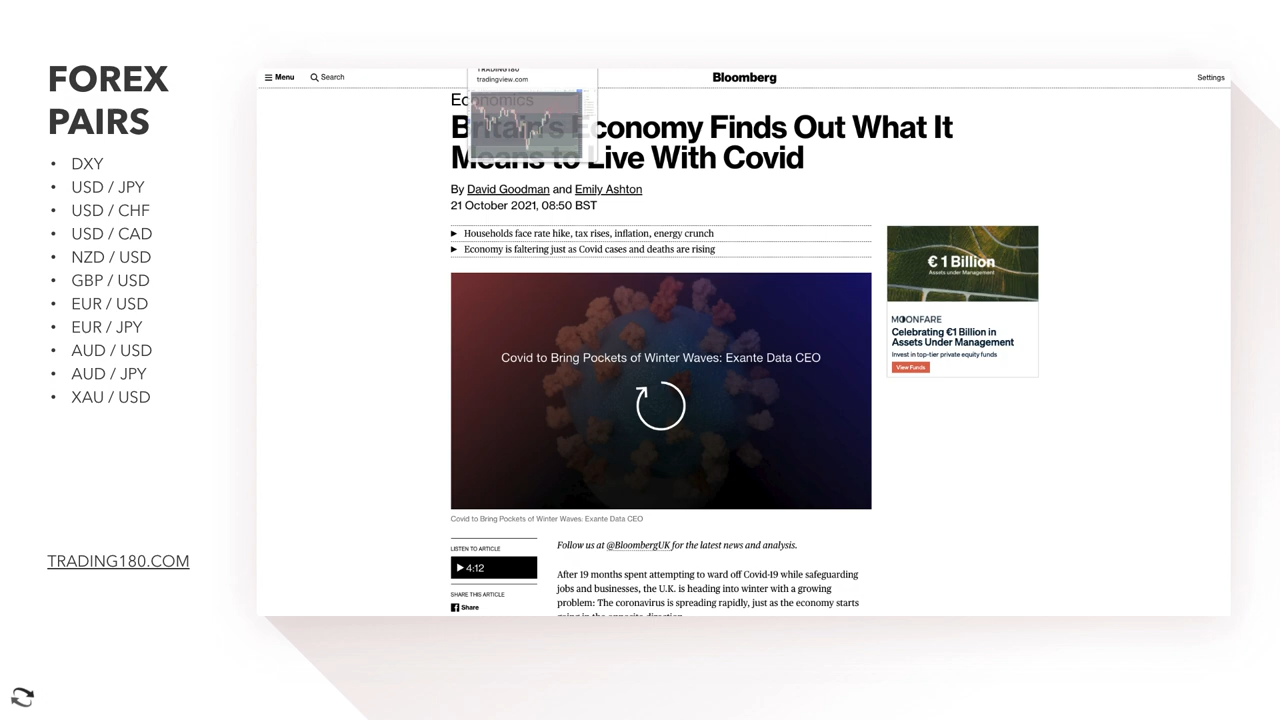 FOREX
PAIRS
• DXY
• USD / JPY
• USD / CHF
• USD / CAD
• NZD / USD
• GBP / USD
• EUR / USD
• EUR / JPY
• AUD / USD
• AUD / JPY
• XAU / USD
TRADING180.COM
Menu
Search
Bloomberg
Settings
TRADING180
tradingview.com
Economics
Britain's Economy Finds Out What It
Means to Live With Covid
By David Goodman and Emily Ashton
21 October 2021, 08:50 BST
Households face rate hike, tax rises, inflation, energy crunch
Economy is faltering just as Covid cases and deaths are rising
Covid to Bring Pockets of Winter Waves: Exante Data CEO
Covid to Bring Pockets of Winter Waves: Exante Data CEO
€ 1 Billion
Assets under Management
MOONFARE
Celebrating €1 Billion in
Assets Under Management
Invest in top-tier private equity funds
View Funds
LISTEN TO ARTICLE
4:12
SHARE THIS ARTICLE
Share
Follow us at @BloombergUK for the latest news and analysis.
After 19 months spent attempting to ward off Covid-19 while safeguarding
jobs and businesses, the U.K. is heading into winter with a growing
problem: The coronavirus is spreading rapidly, just as the economy starts